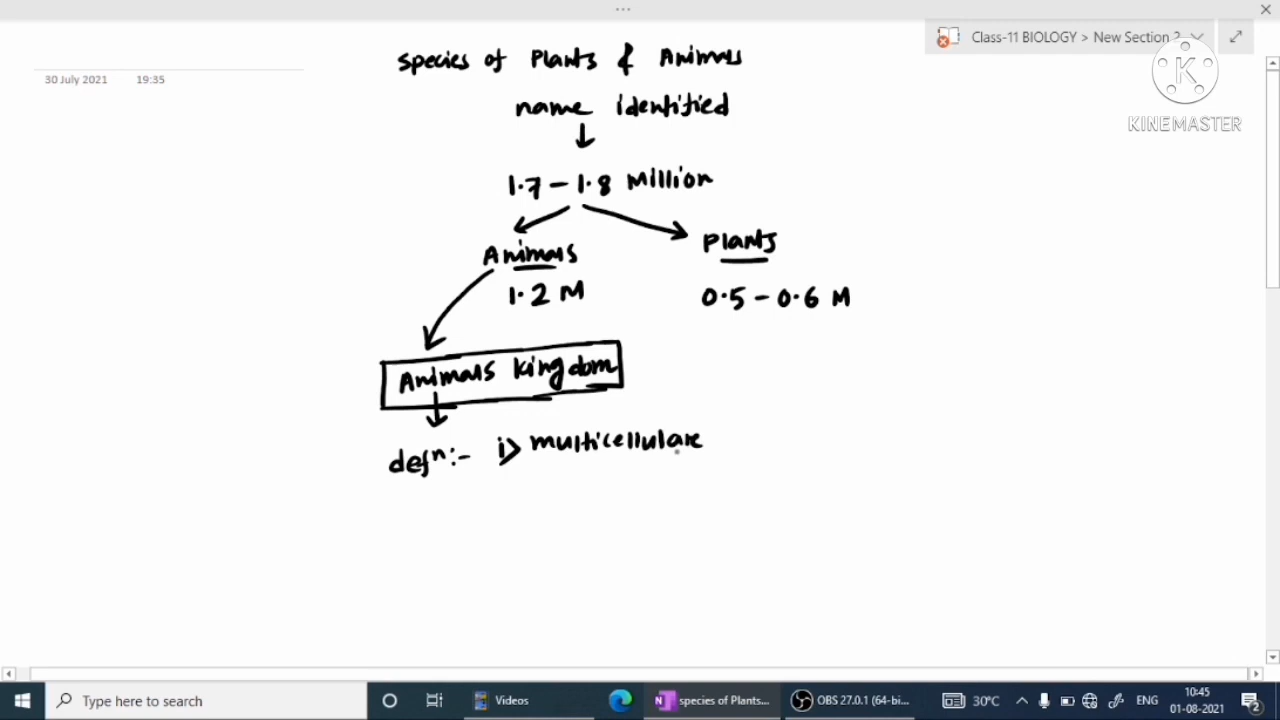 Class-11 BIOLOGY > New Section 2
KINEMASTER
30 July 2021 19:35
Species of Plants & Animals
name identified
1.7 - 1.8 Million
Animals
Plants
1.2 M
0.5 - 0.6 M
Animals Kingdom
defn:- i> multicellulare
Type here to search
Videos
species of Plants...
OBS 27.0.1 (64-bi...
30°C
ENG
10:45
01-08-2021
2